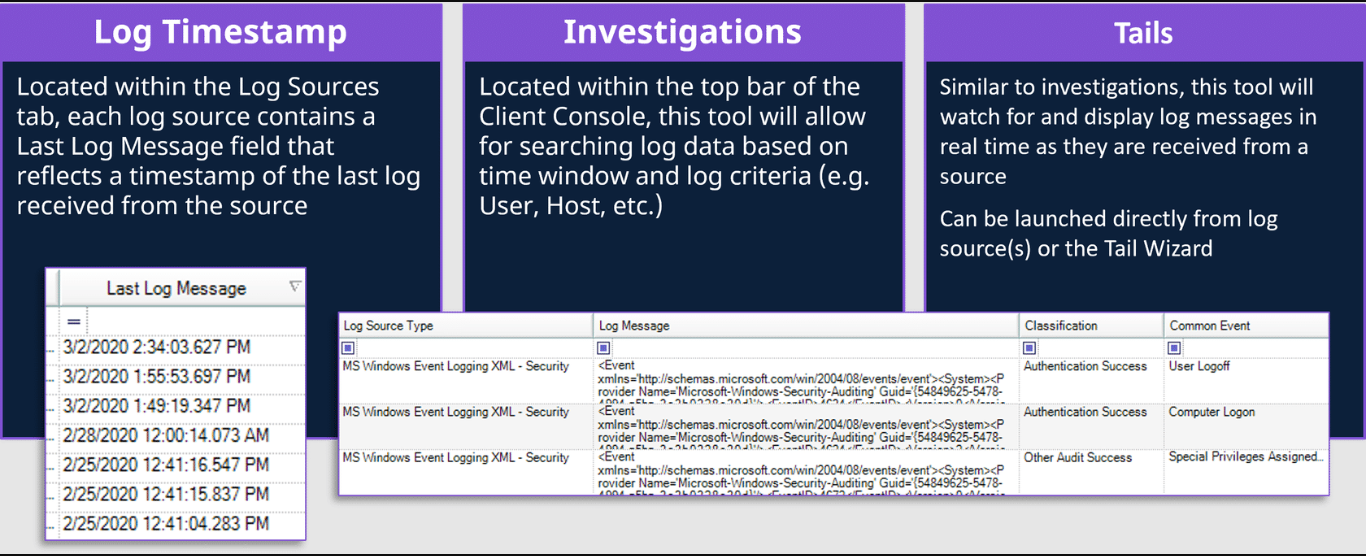 Log Timestamp
Located within the Log Sources
tab, each log source contains a
Last Log Message field that
reflects a timestamp of the last log
received from the source
Investigations
Located within the top bar of the
Client Console, this tool will allow
for searching log data based on
time window and log criteria (e.g.
User, Host, etc.)
Tails
Similar to investigations, this tool will
watch for and display log messages in
real time as they are received from a
source
Can be launched directly from log
source(s) or the Tail Wizard
Last Log Message
=
3/2/2020 2:34:03.627 PM
3/2/2020 1:55:53.697 PM
3/2/2020 1:49:19.347 PM
2/28/2020 12:00:14.073 AM
2/25/2020 12:41:16.547 PM
2/25/2020 12:41:15.837 PM
2/25/2020 12:41:04.283 PM
Log Source Type Log Message Classification Common Event
MS Windows Event Logging XML - Security <Event Authentication Success User Logoff
xmlns='http://schemas.microsoft.com/win/2004/08/events/event'><System><P
rovider Name='Microsoft-Windows-Security-Auditing' Guid='{54849625-5478-
MS Windows Event Logging XML - Security <Event Authentication Success Computer Logon
xmlns='http://schemas.microsoft.com/win/2004/08/events/event'><System><P
rovider Name='Microsoft-Windows-Security-Auditing' Guid='{54849625-5478-
MS Windows Event Logging XML - Security <Event Other Audit Success Special Privileges Assigned...
xmlns='http://schemas.microsoft.com/win/2004/08/events/event'><System><P
rovider Name='Microsoft-Windows-Security-Auditing' Guid='{54849625-5478-